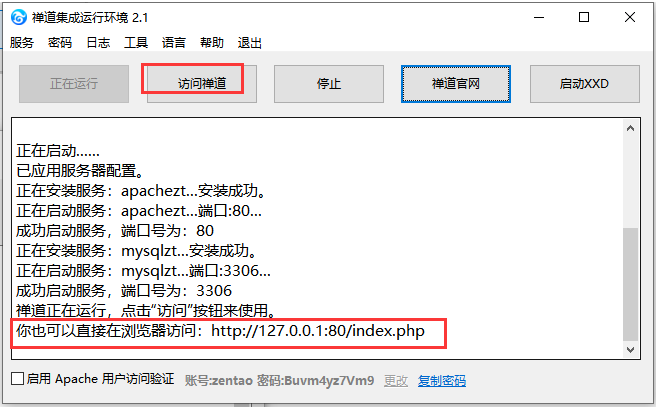 禅道集成运行环境 2.1
服务 密码 日志 工具 语言 帮助 退出
正在运行 访问禅道 停止 禅道官网 启动XXD
正在启动......
已应用服务器配置。
正在安装服务：apachezt...安装成功。
正在启动服务：apachezt...端口:80...
成功启动服务，端口号为：80
正在安装服务：mysqlzt...安装成功。
正在启动服务：mysqlzt...端口:3306...
成功启动服务，端口号为：3306
禅道正在运行，点击“访问”按钮来使用。
你也可以直接在浏览器访问：http://127.0.0.1:80/index.php
启用 Apache 用户访问验证 账号:zentao 密码:Buvm4yz7Vm9 更改 复制密码